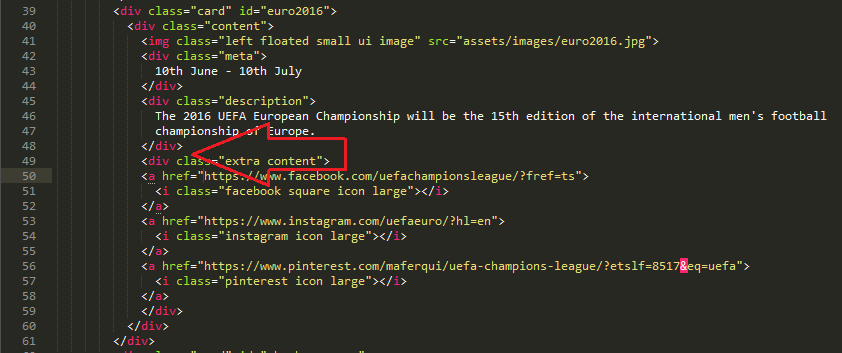 39 <div class="card" id="euro2016">
40 <div class="content">
41 <img class="left floated small ui image" src="assets/images/euro2016.jpg">
42 <div class="meta">
43 10th June - 10th July
44 </div>
45 <div class="description">
46 The 2016 UEFA European Championship will be the 15th edition of the international men's football
47 championship of Europe.
48 </div>
49 <div class="extra content">
50 <a href="https://www.facebook.com/uefachampionsleague/?fref=ts">
51 <i class="facebook square icon large"></i>
52 </a>
53 <a href="https://www.instagram.com/uefaeuro/?hl=en">
54 <i class="instagram icon large"></i>
55 </a>
56 <a href="https://www.pinterest.com/maferqui/uefa-champions-league/?etslf=8517&eq=uefa">
57 <i class="pinterest icon large"></i>
58 </a>
59 </div>
60 </div>
61 </div>